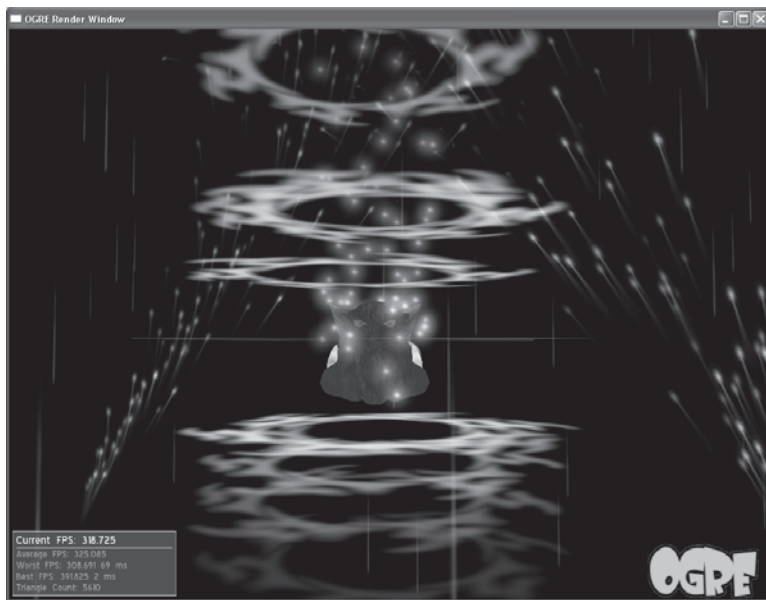 OGRE Render Window
Current FPS: 318.725
Average FPS: 325.085
Worst FPS: 308.691 69 ms
Best FPS: 391.825 2 ms
Triangle Count: 5610
OGRE